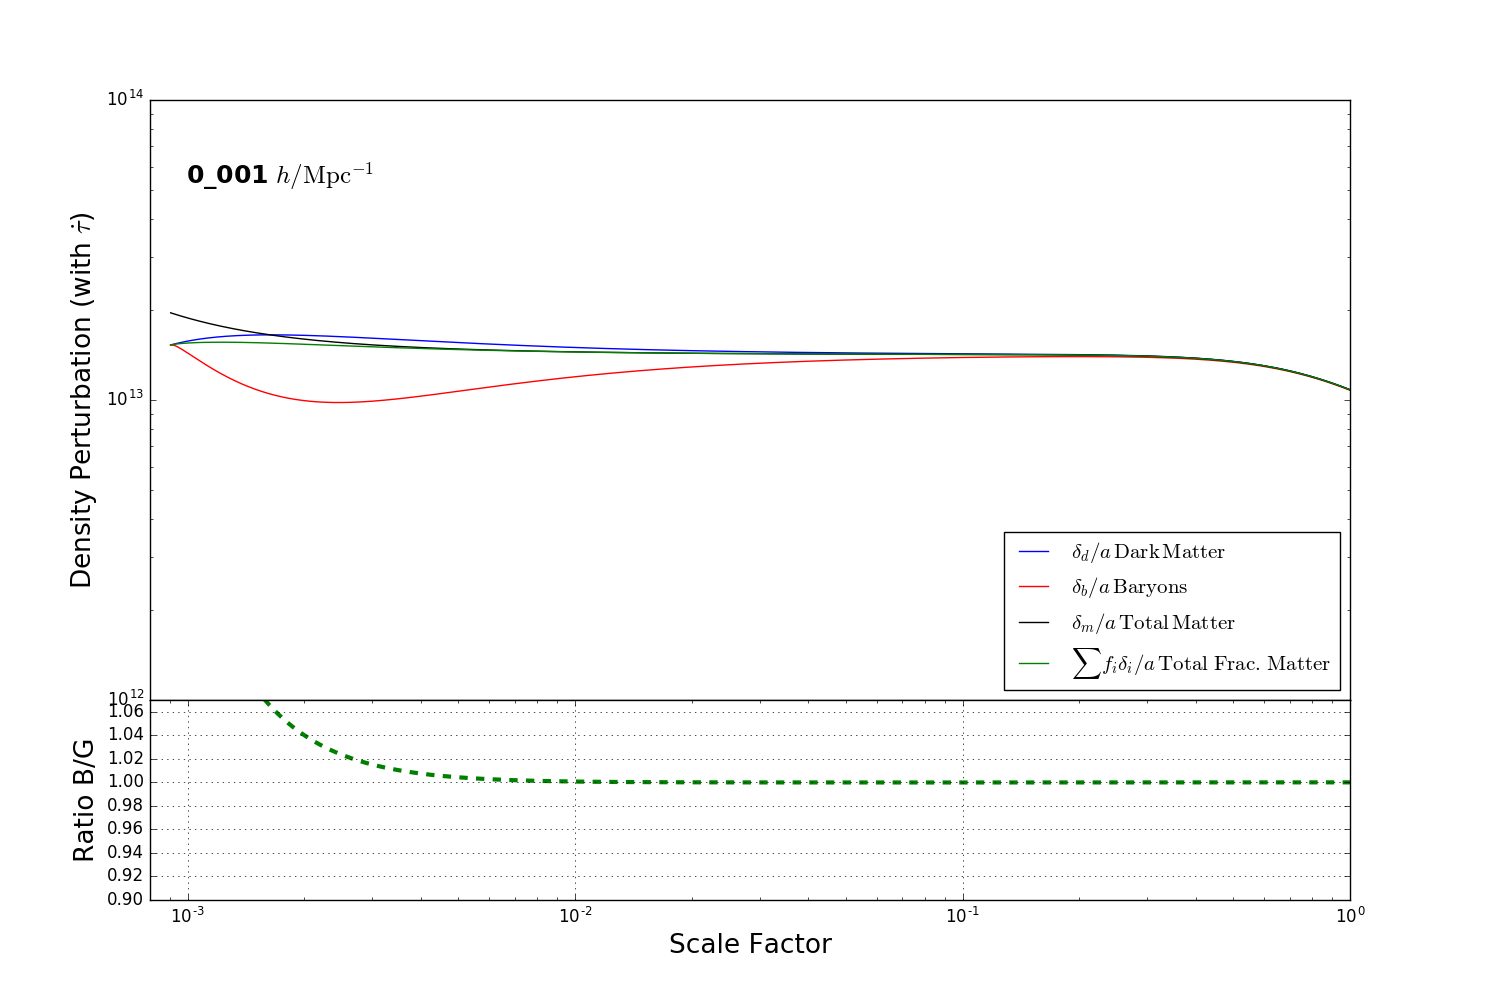 10^14
0_001 h/Mpc^−1
Density Perturbation (with τ̇)
10^13
δ_d/a Dark Matter
δ_b/a Baryons
δ_m/a Total Matter
∑ f_i δ_i/a Total Frac. Matter
10^12
1.06
1.04
1.02
1.00
0.98
0.96
0.94
0.92
0.90
Ratio B/G
10^-3 10^-2 10^-1 10^0
Scale Factor